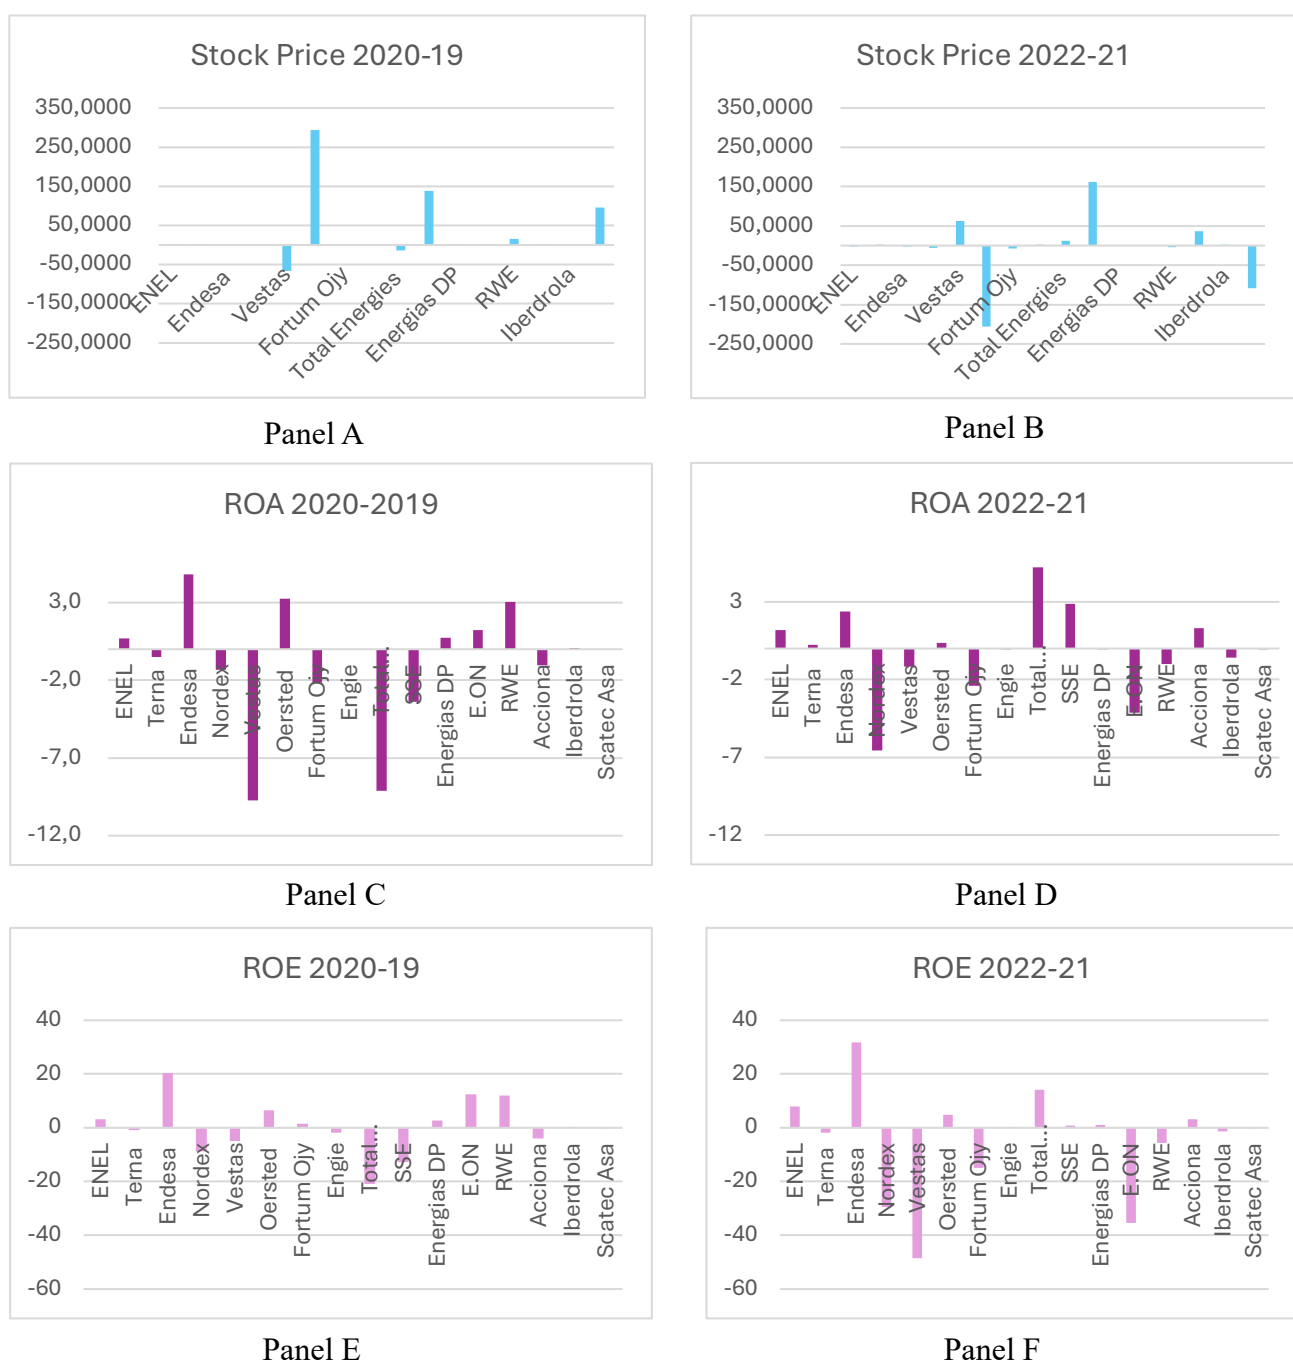 Stock Price 2020-19
350,0000
250,0000
150,0000
50,0000
-50,0000
-150,0000
-250,0000
ENEL
Endesa
Vestas
Fortum Ojy
Total Energies
Energias DP
RWE
Iberdrola
Panel A
Stock Price 2022-21
350,0000
250,0000
150,0000
50,0000
-50,0000
-150,0000
-250,0000
ENEL
Endesa
Vestas
Fortum Ojy
Total Energies
Energias DP
RWE
Iberdrola
Panel B
ROA 2020-2019
3,0
-2,0
-7,0
-12,0
ENEL
Terna
Endesa
Nordex
Vestas
Oersted
Fortum Ojy
Engie
Total...
SSE
Energias DP
E.ON
RWE
Acciona
Iberdrola
Scatec Asa
Panel C
ROA 2022-21
3
-2
-7
-12
ENEL
Terna
Endesa
Nordex
Vestas
Oersted
Fortum Ojy
Engie
Total...
SSE
Energias DP
E.ON
RWE
Acciona
Iberdrola
Scatec Asa
Panel D
ROE 2020-19
40
20
0
-20
-40
-60
ENEL
Terna
Endesa
Nordex
Vestas
Oersted
Fortum Ojy
Engie
Total...
SSE
Energias DP
E.ON
RWE
Acciona
Iberdrola
Scatec Asa
Panel E
ROE 2022-21
40
20
0
-20
-40
-60
ENEL
Terna
Endesa
Nordex
Vestas
Oersted
Fortum Ojy
Engie
Total...
SSE
Energias DP
E.ON
RWE
Acciona
Iberdrola
Scatec Asa
Panel F